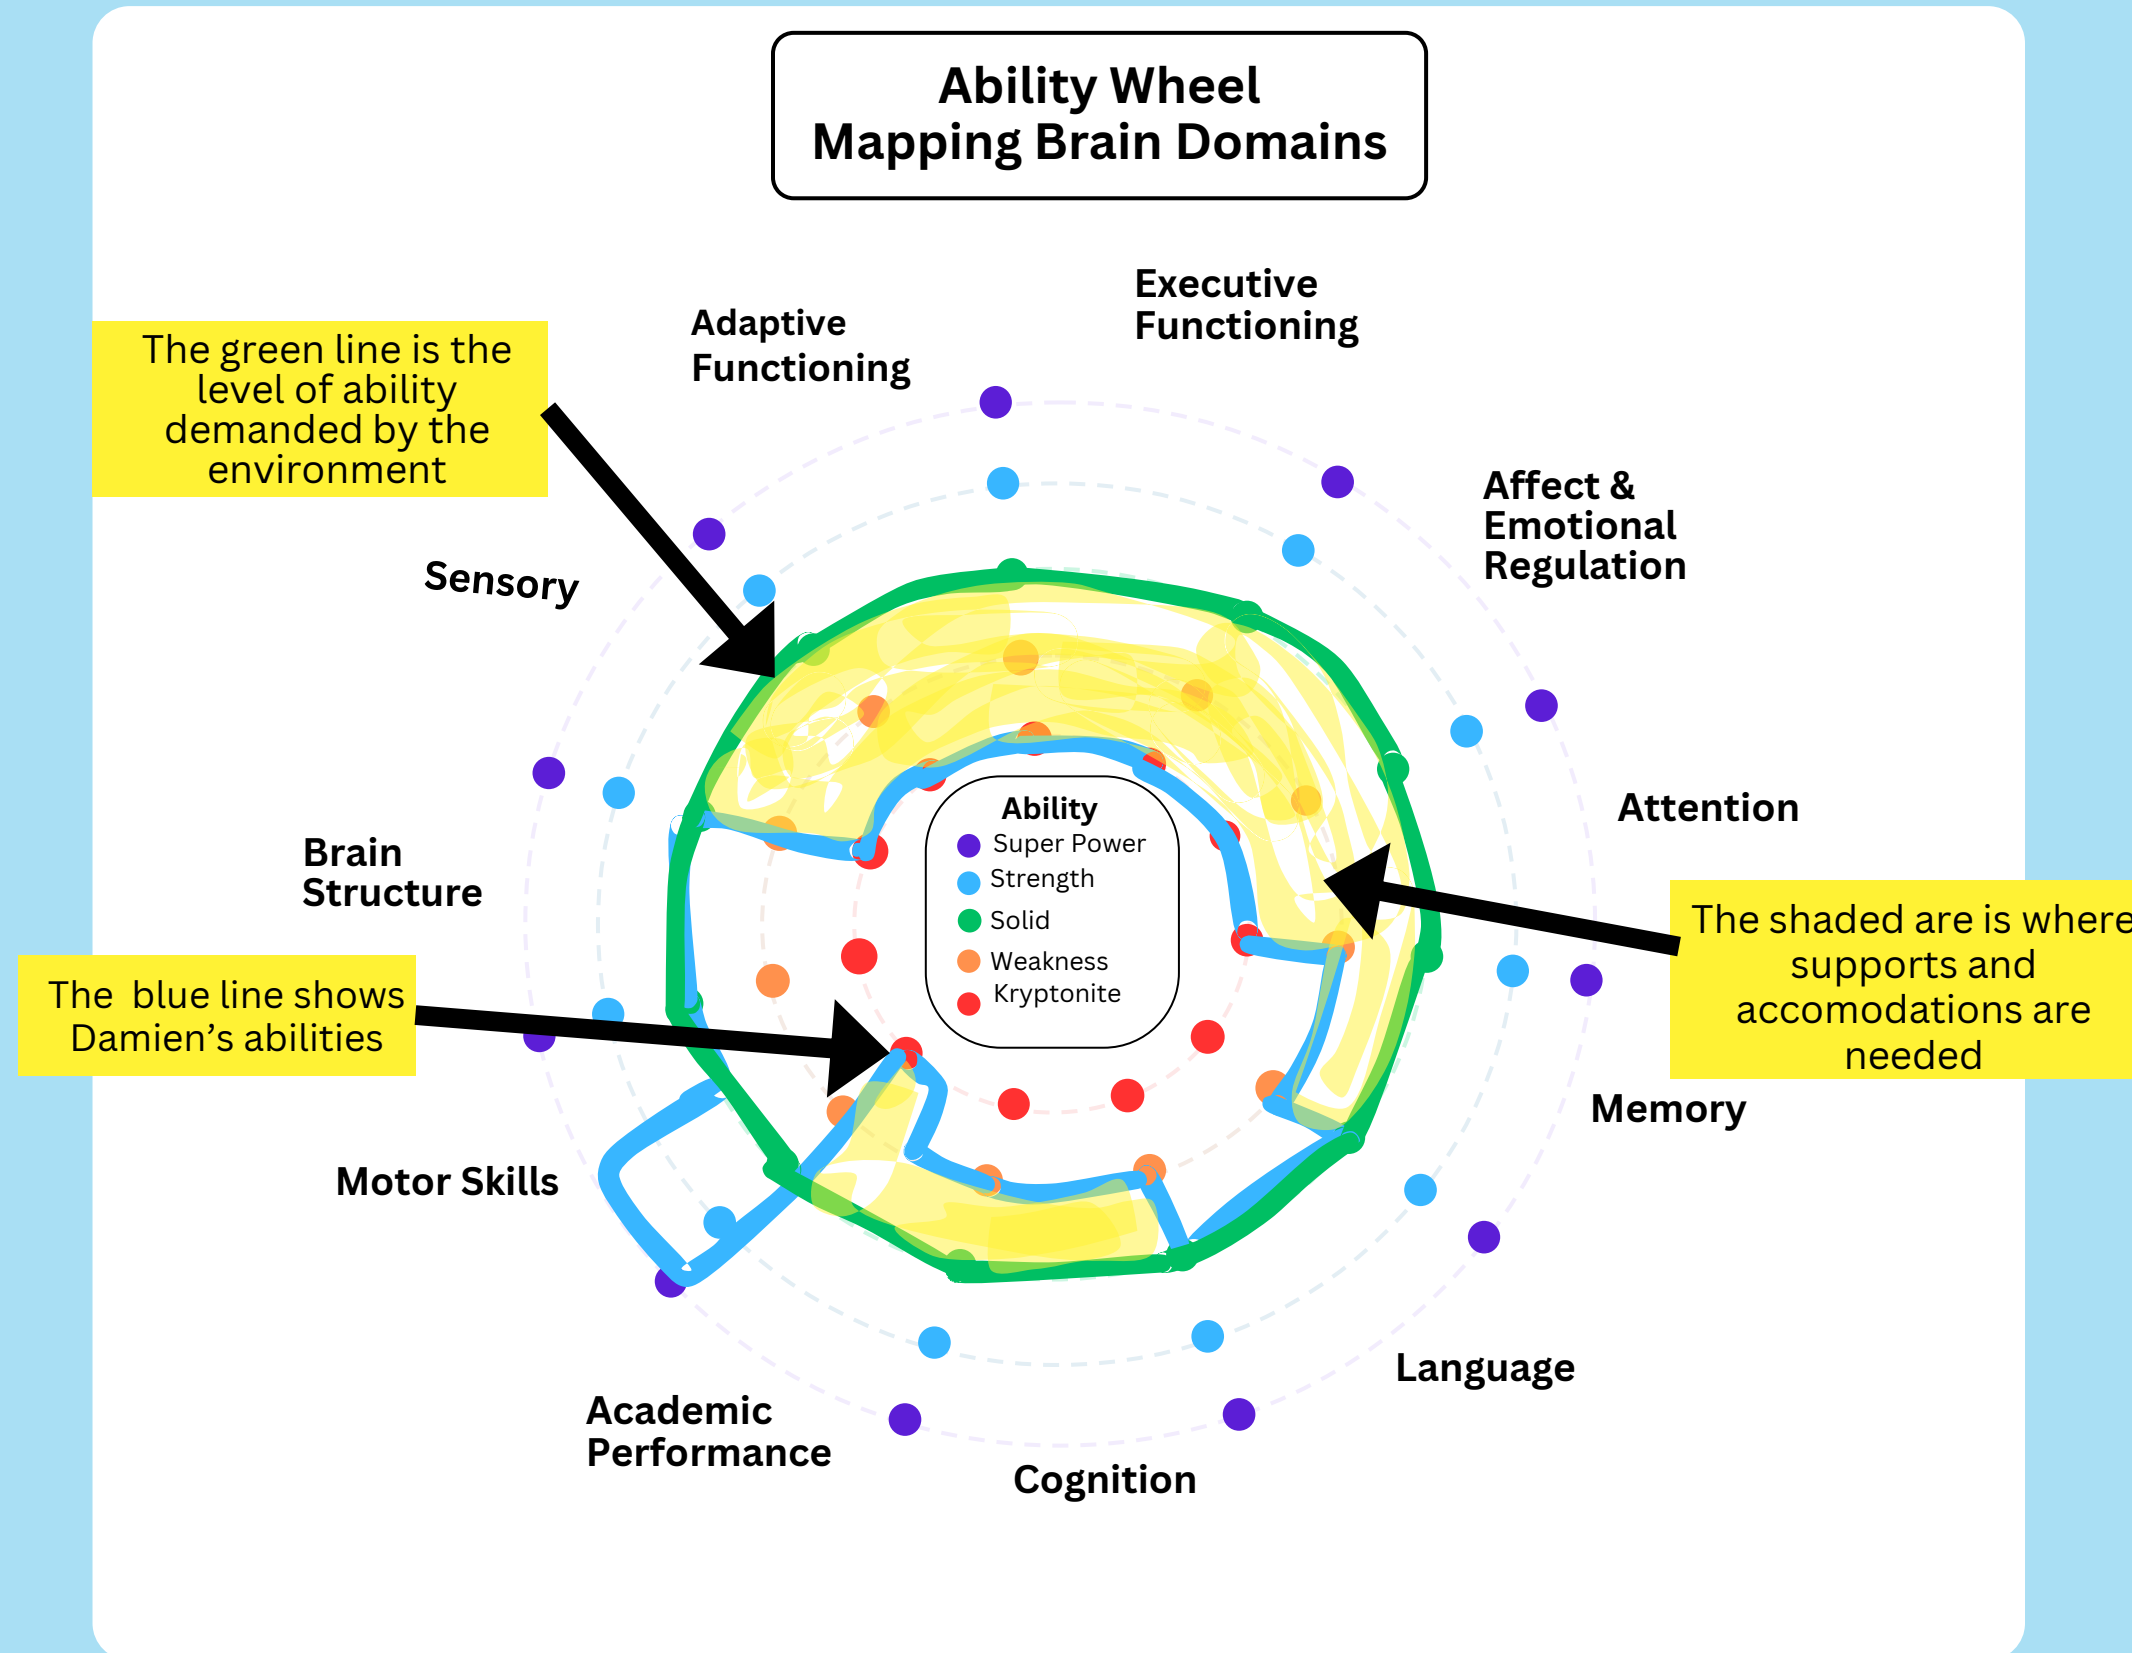 Ability Wheel
Mapping Brain Domains
Executive
Functioning
Adaptive
Functioning
The green line is the
level of ability
demanded by the
environment
Affect &
Emotional
Regulation
Sensory
Attention
Ability
Super Power
Strength
Solid
Weakness
Kryptonite
Brain
Structure
The shaded are is where
supports and
accomodations are
needed
The blue line shows
Damien’s abilities
Memory
Motor Skills
Language
Academic
Performance
Cognition